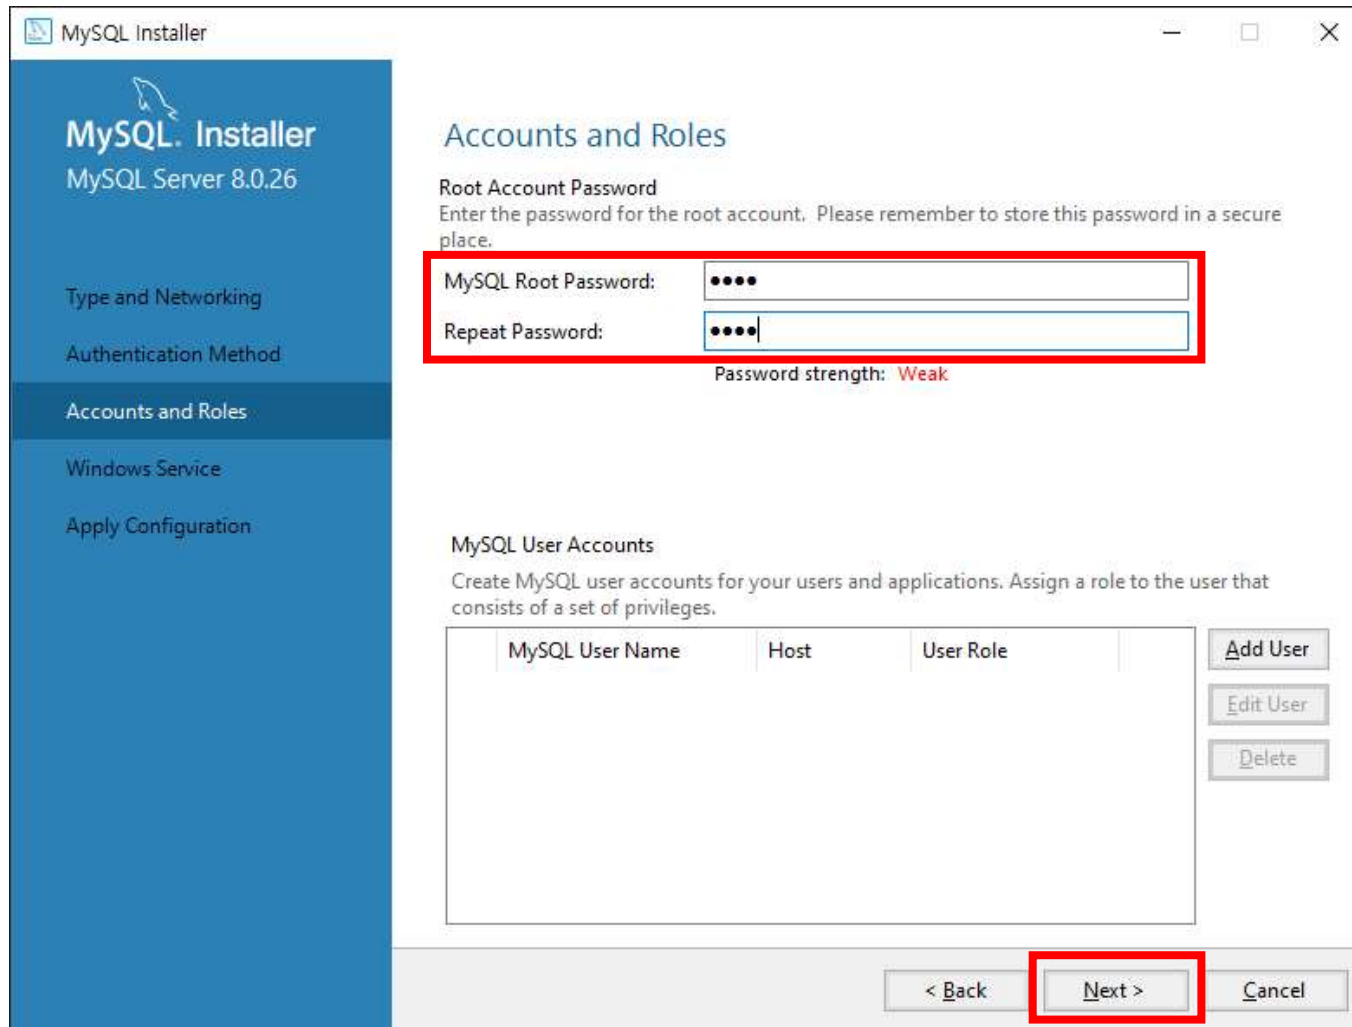 MySQL Installer
MySQL. Installer
MySQL Server 8.0.26
Type and Networking
Authentication Method
Accounts and Roles
Windows Service
Apply Configuration
Accounts and Roles
Root Account Password
Enter the password for the root account.  Please remember to store this password in a secure
place.
MySQL Root Password: ●●●●
Repeat Password: ●●●●
Password strength: Weak
MySQL User Accounts
Create MySQL user accounts for your users and applications. Assign a role to the user that
consists of a set of privileges.
MySQL User Name Host User Role
Add User
Edit User
Delete
< Back Next > Cancel